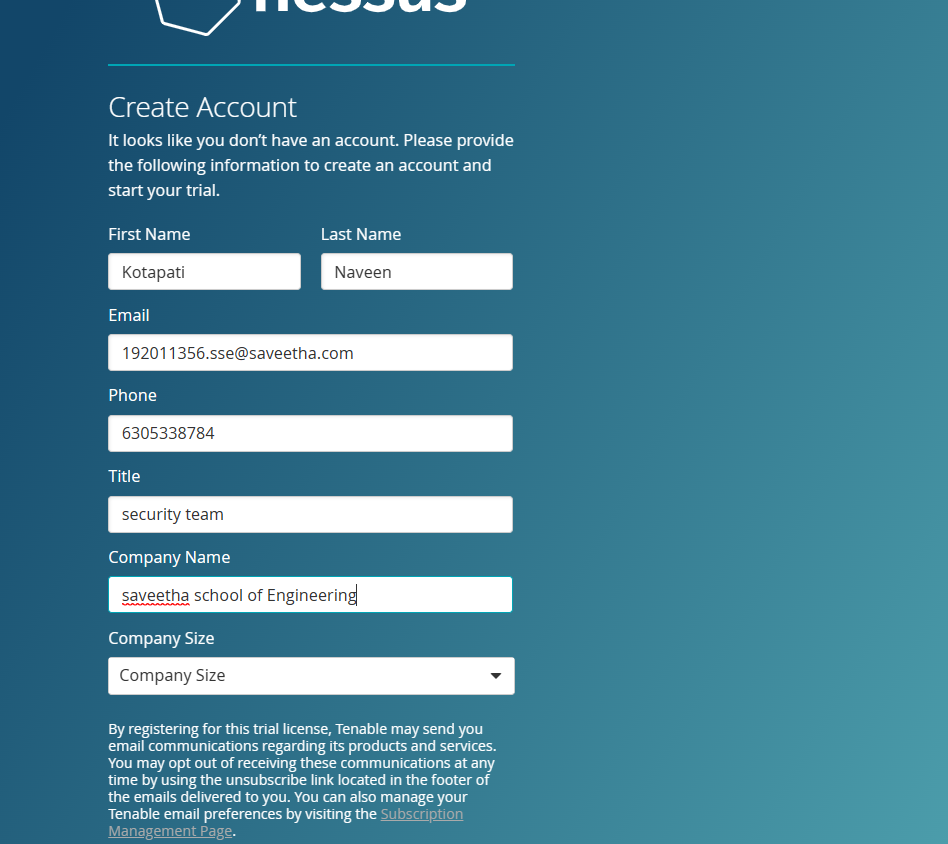 nessus
Create Account
It looks like you don’t have an account. Please provide
the following information to create an account and
start your trial.
First Name Last Name
Kotapati Naveen
Email
192011356.sse@saveetha.com
Phone
6305338784
Title
security team
Company Name
saveetha school of Engineering
Company Size
Company Size
By registering for this trial license, Tenable may send you
email communications regarding its products and services.
You may opt out of receiving these communications at any
time by using the unsubscribe link located in the footer of
the emails delivered to you. You can also manage your
Tenable email preferences by visiting the Subscription
Management Page.